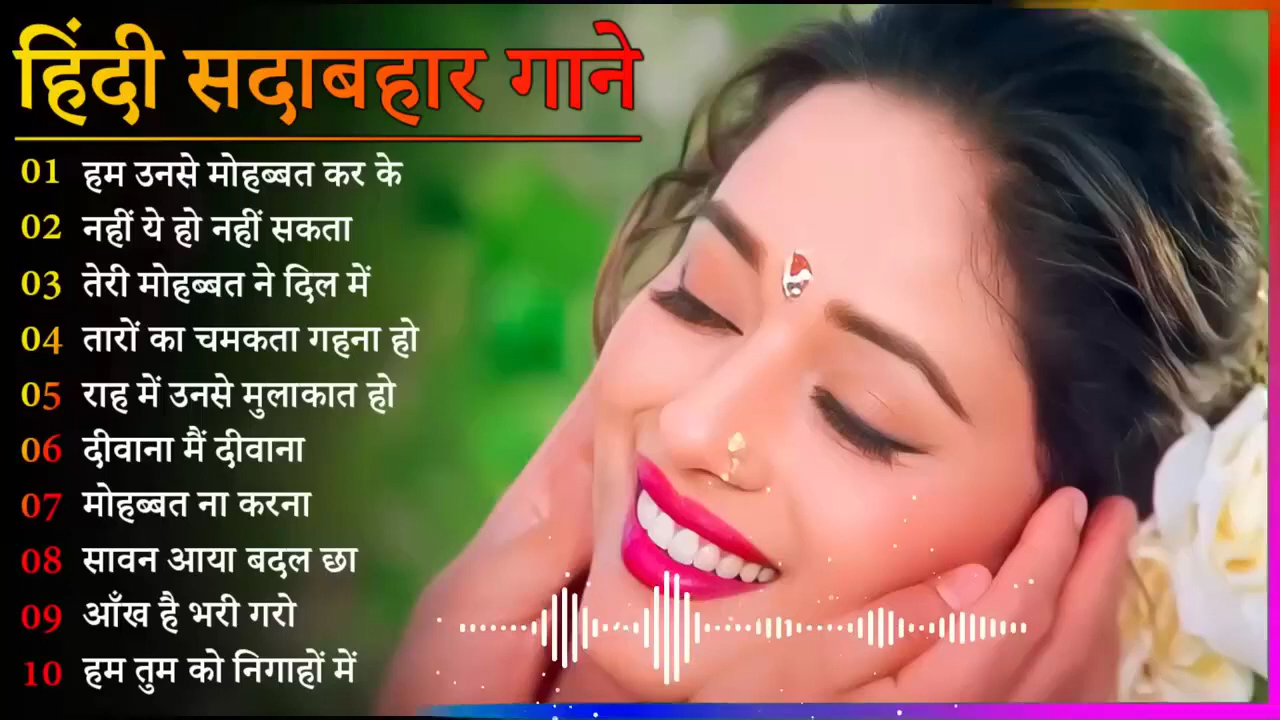 हिंदी सदाबहार गाने
01 हम उनसे मोहब्बत कर के
02 नहीं ये हो नहीं सकता
03 तेरी मोहब्बत ने दिल में
04 तारों का चमकता गहना हो
05 राह में उनसे मुलाकात हो
06 दीवाना मैं दीवाना
07 मोहब्बत ना करना
08 सावन आया बदल छा
09 आँख है भरी गरो
10 हम तुम को निगाहों में